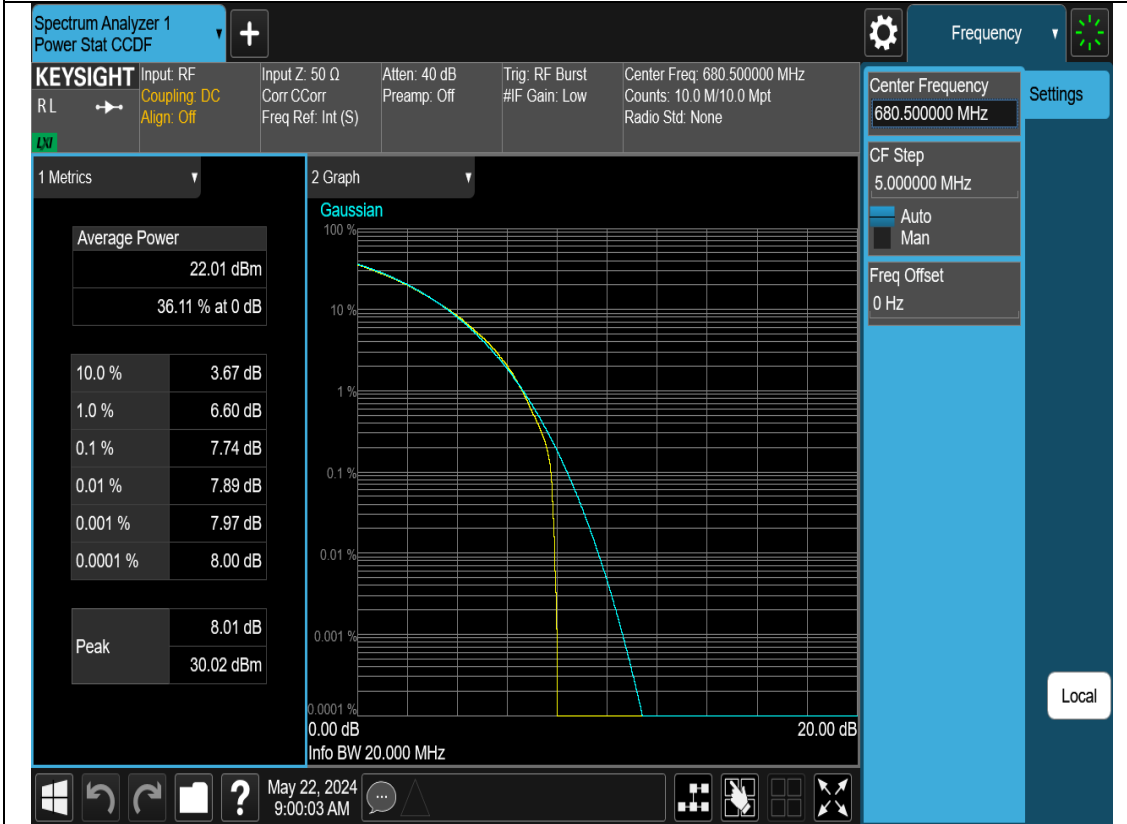 Spectrum Analyzer 1
Power Stat CCDF
+
Frequency
KEYSIGHT
RL
LXI
Input: RF
Coupling: DC
Align: Off
Input Z: 50 Ω
Corr CCorr
Freq Ref: Int (S)
Atten: 40 dB
Preamp: Off
Trig: RF Burst
#IF Gain: Low
Center Freq: 680.500000 MHz
Counts: 10.0 M/10.0 Mpt
Radio Std: None
Center Frequency
680.500000 MHz
Settings
CF Step
5.000000 MHz
Auto
Man
Freq Offset
0 Hz
1 Metrics
Average Power
22.01 dBm
36.11 % at 0 dB
10.0 % 3.67 dB
1.0 % 6.60 dB
0.1 % 7.74 dB
0.01 % 7.89 dB
0.001 % 7.97 dB
0.0001 % 8.00 dB
Peak
8.01 dB
30.02 dBm
2 Graph
Gaussian
100 %
10 %
1 %
0.1 %
0.01 %
0.001 %
0.0001 %
0.00 dB 20.00 dB
Info BW 20.000 MHz
Local
?
May 22, 2024
9:00:03 AM